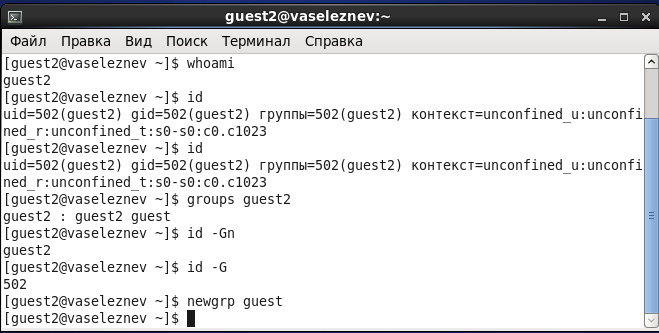 guest2@vaseleznev:~
Файл Правка Вид Поиск Терминал Справка
[guest2@vaseleznev ~]$ whoami
guest2
[guest2@vaseleznev ~]$ id
uid=502(guest2) gid=502(guest2) группы=502(guest2) контекст=unconfined_u:unconfi
ned_r:unconfined_t:s0-s0:c0.c1023
[guest2@vaseleznev ~]$ id
uid=502(guest2) gid=502(guest2) группы=502(guest2) контекст=unconfined_u:unconfi
ned_r:unconfined_t:s0-s0:c0.c1023
[guest2@vaseleznev ~]$ groups guest2
guest2 : guest2 guest
[guest2@vaseleznev ~]$ id -Gn
guest2
[guest2@vaseleznev ~]$ id -G
502
[guest2@vaseleznev ~]$ newgrp guest
[guest2@vaseleznev ~]$